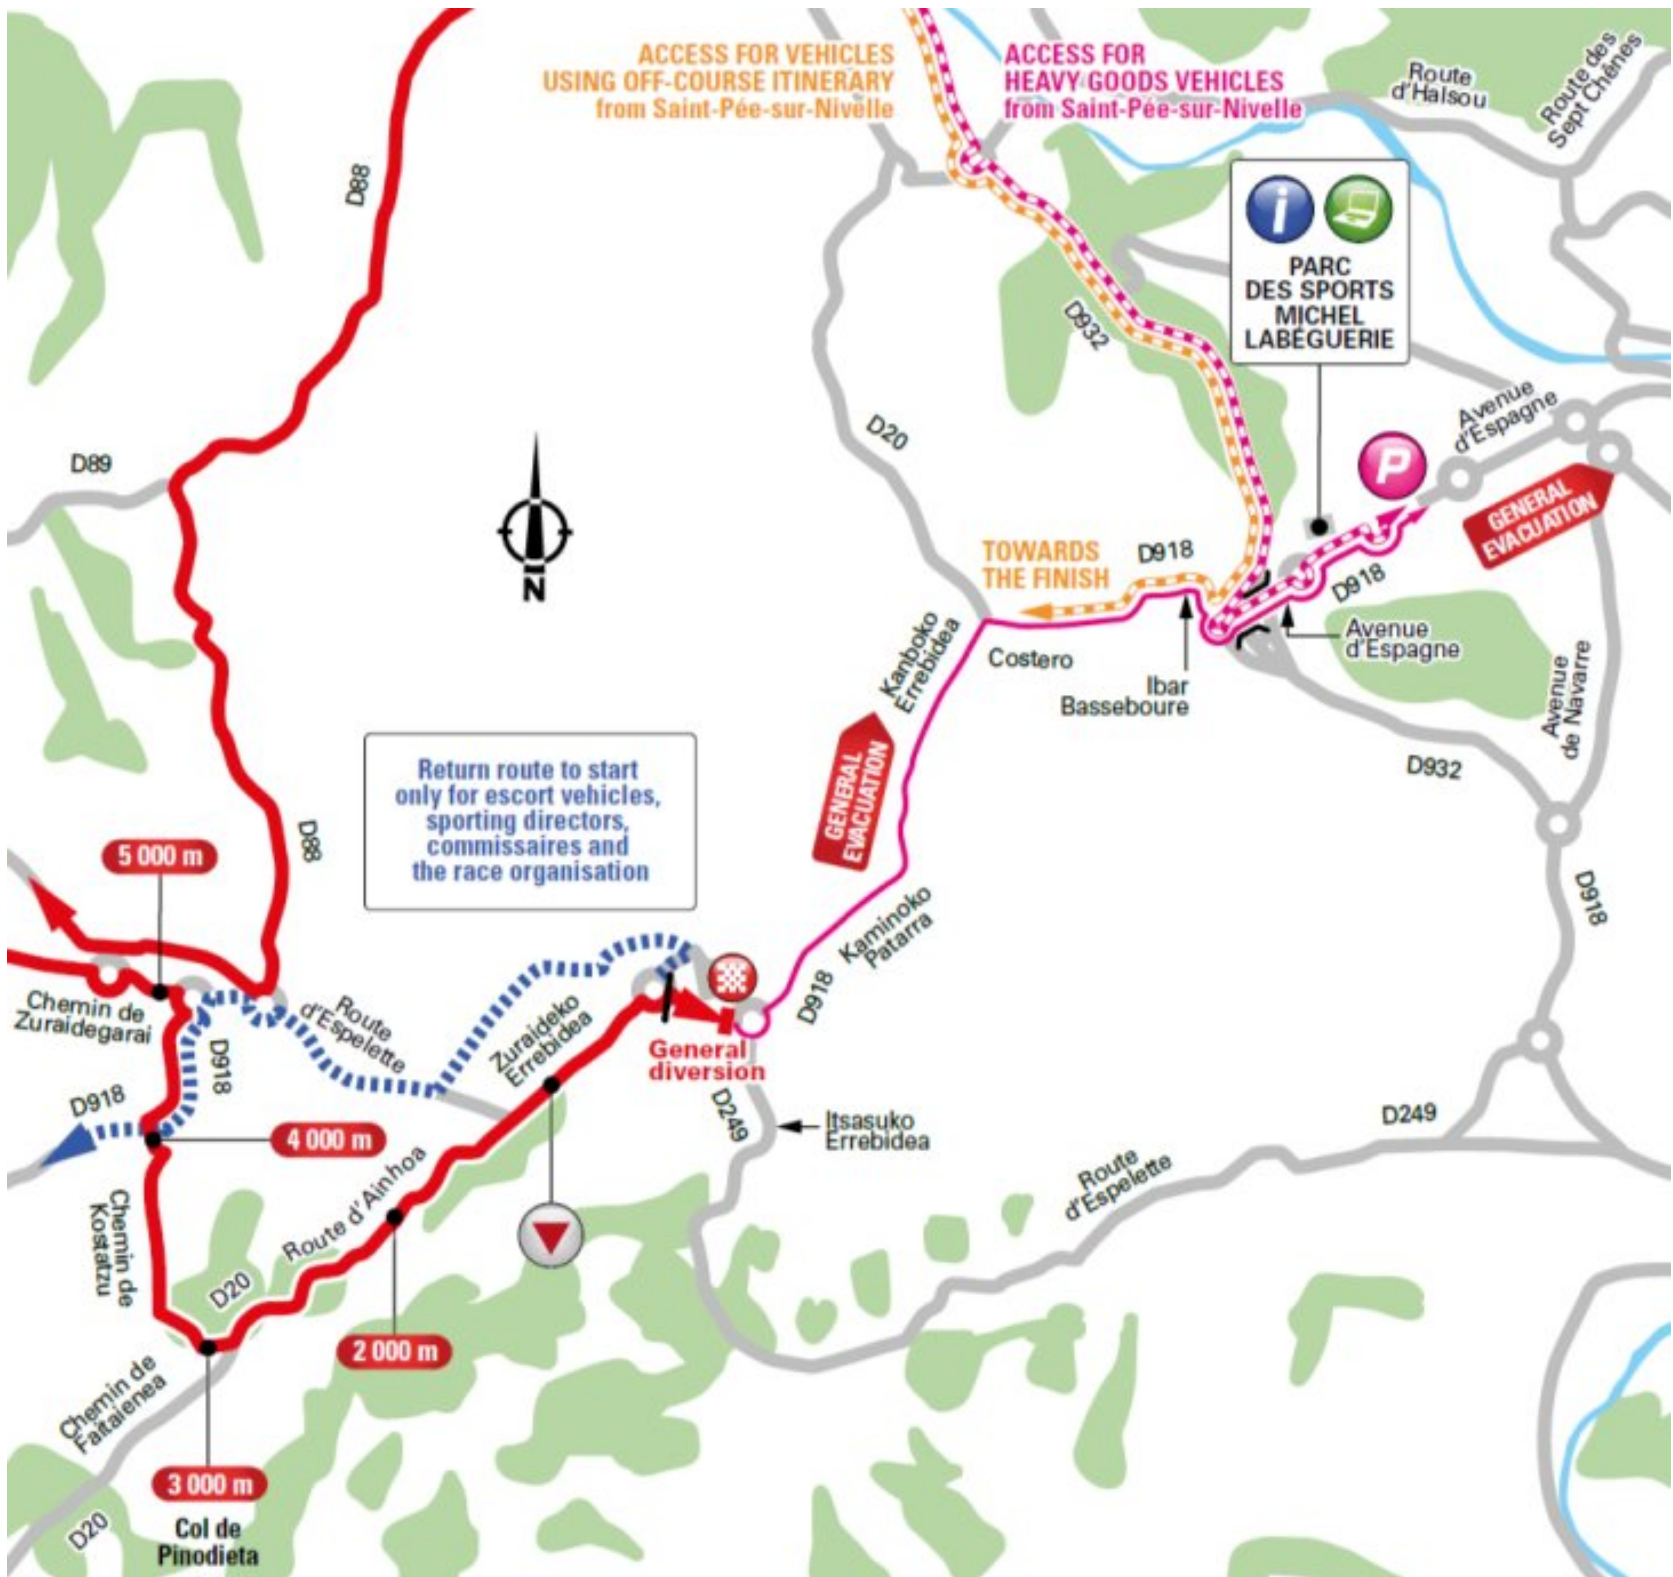 ACCESS FOR VEHICLES
USING OFF-COURSE ITINERARY
from Saint-Pée-sur-Nivelle
ACCESS FOR
HEAVY GOODS VEHICLES
from Saint-Pée-sur-Nivelle
Route
d'Halsou
Route des
Sept Chênes
D88
i
PARC
DES SPORTS
MICHEL
LABÉGUERIE
D932
D20
Avenue
d'Espagne
D89
P
GENERAL
EVACUATION
TOWARDS
THE FINISH
D918
D918
N
Kanboko
Errebidea
Costero
Avenue
d'Espagne
Ibar
Basseboure
Avenue
de Navarre
D932
GENERAL
EVACUATION
Return route to start
only for escort vehicles,
sporting directors,
commissaires and
the race organisation
D88
5 000 m
D918
Kaminoko
Patarra
D918
Chemin de
Zuraidegarai
Route
d'Espelette
Zuraideko
Errebidea
General
diversion
D918
D918
4 000 m
D249
Itsasuko
Errebidea
D249
Route
d'Espelette
Chemin de
Kostatzu
Route d'Ainhoa
D20
2 000 m
Chemin de
Faitaienea
3 000 m
Col de
Pinodieta
D20